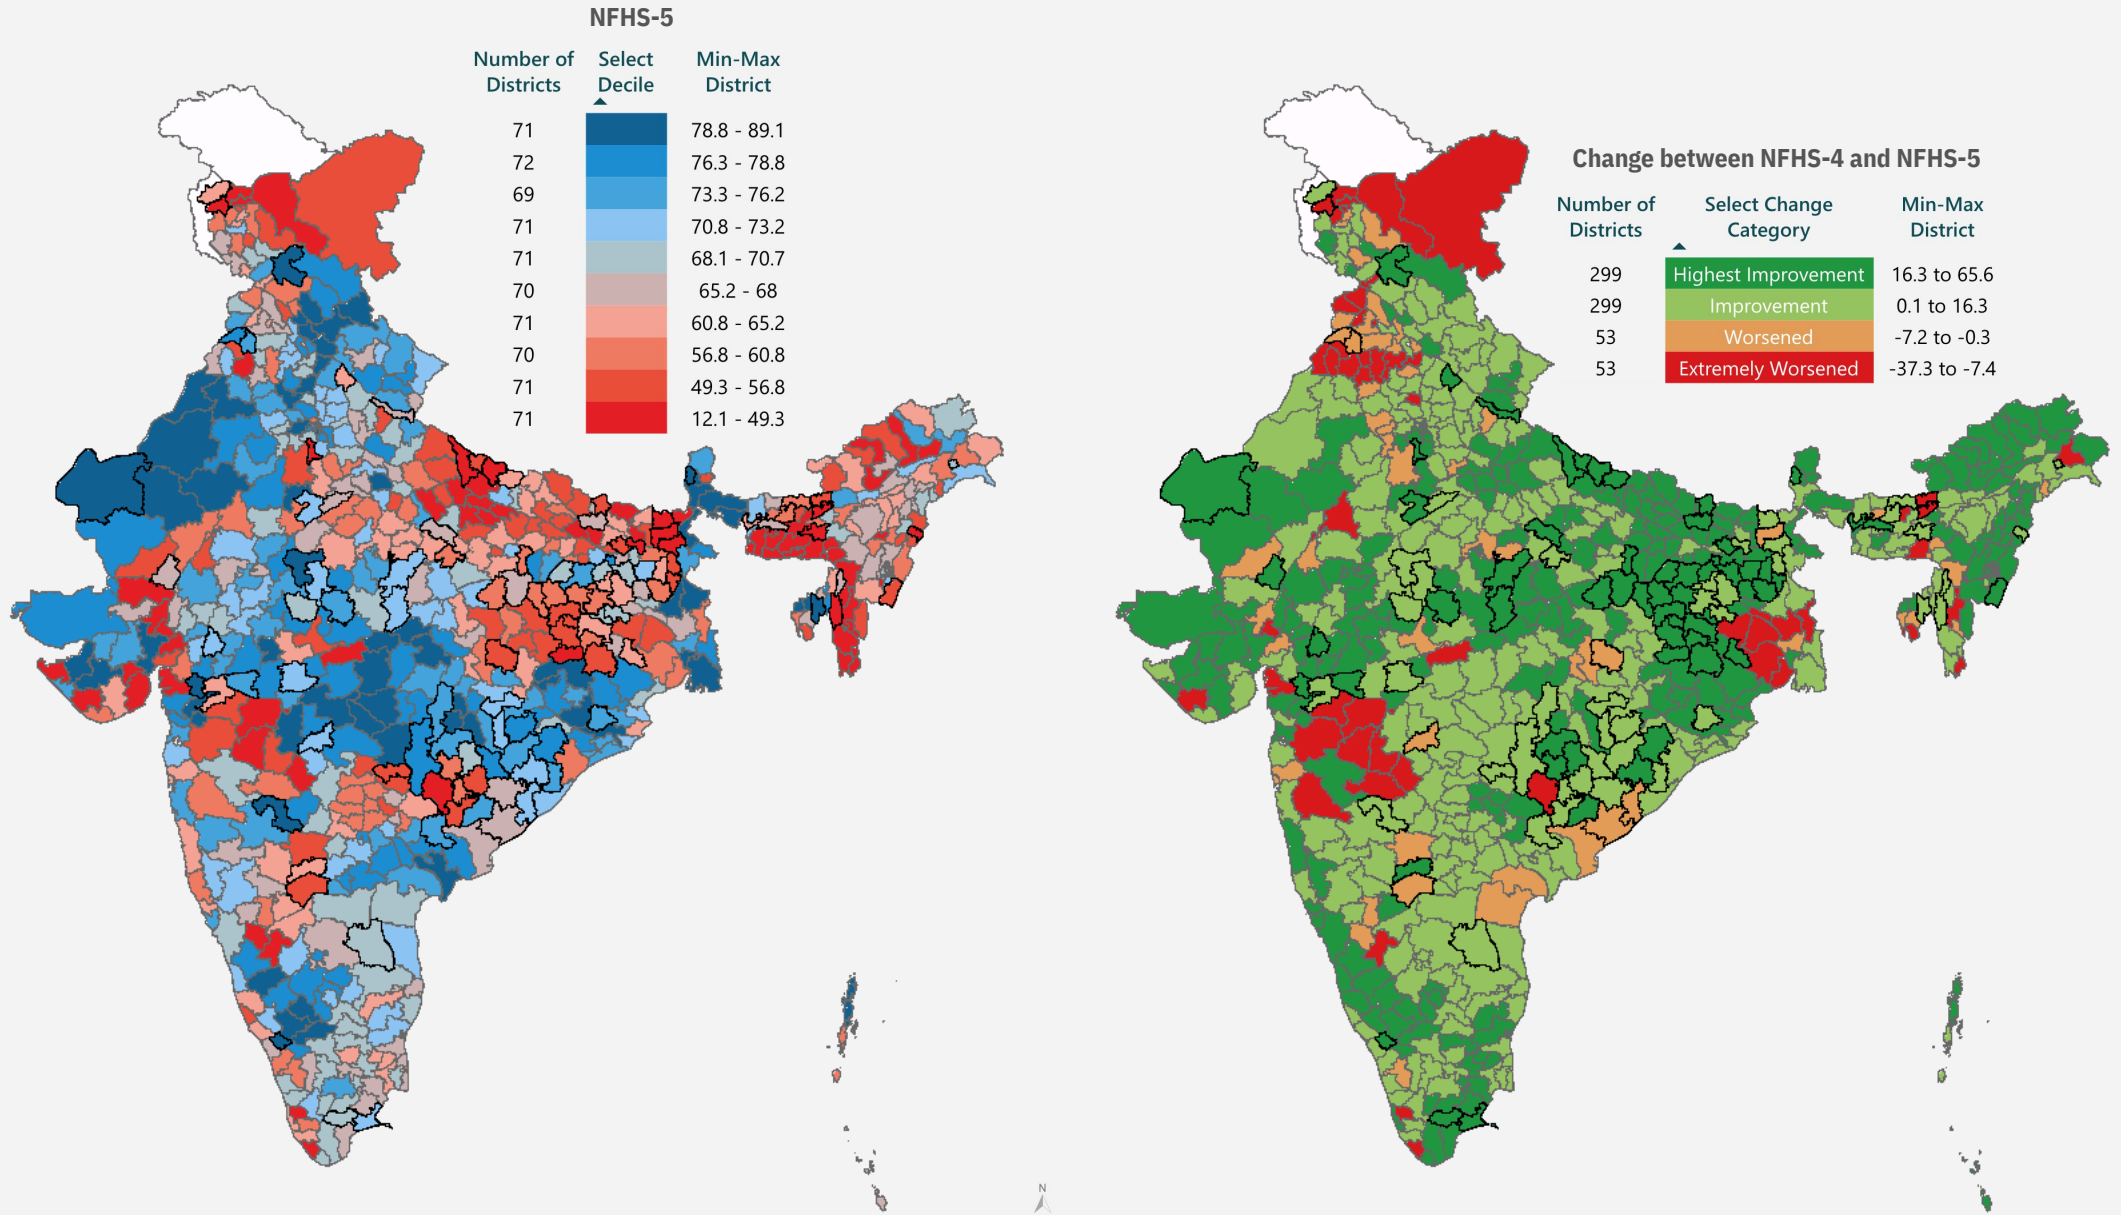 NFHS-5
Number of Districts Select Decile Min-Max District
71 78.8 - 89.1
72 76.3 - 78.8
69 73.3 - 76.2
71 70.8 - 73.2
71 68.1 - 70.7
70 65.2 - 68
71 60.8 - 65.2
70 56.8 - 60.8
71 49.3 - 56.8
71 12.1 - 49.3
N
Change between NFHS-4 and NFHS-5
Number of Districts Select Change Category Min-Max District
299 Highest Improvement 16.3 to 65.6
299 Improvement 0.1 to 16.3
53 Worsened -7.2 to -0.3
53 Extremely Worsened -37.3 to -7.4